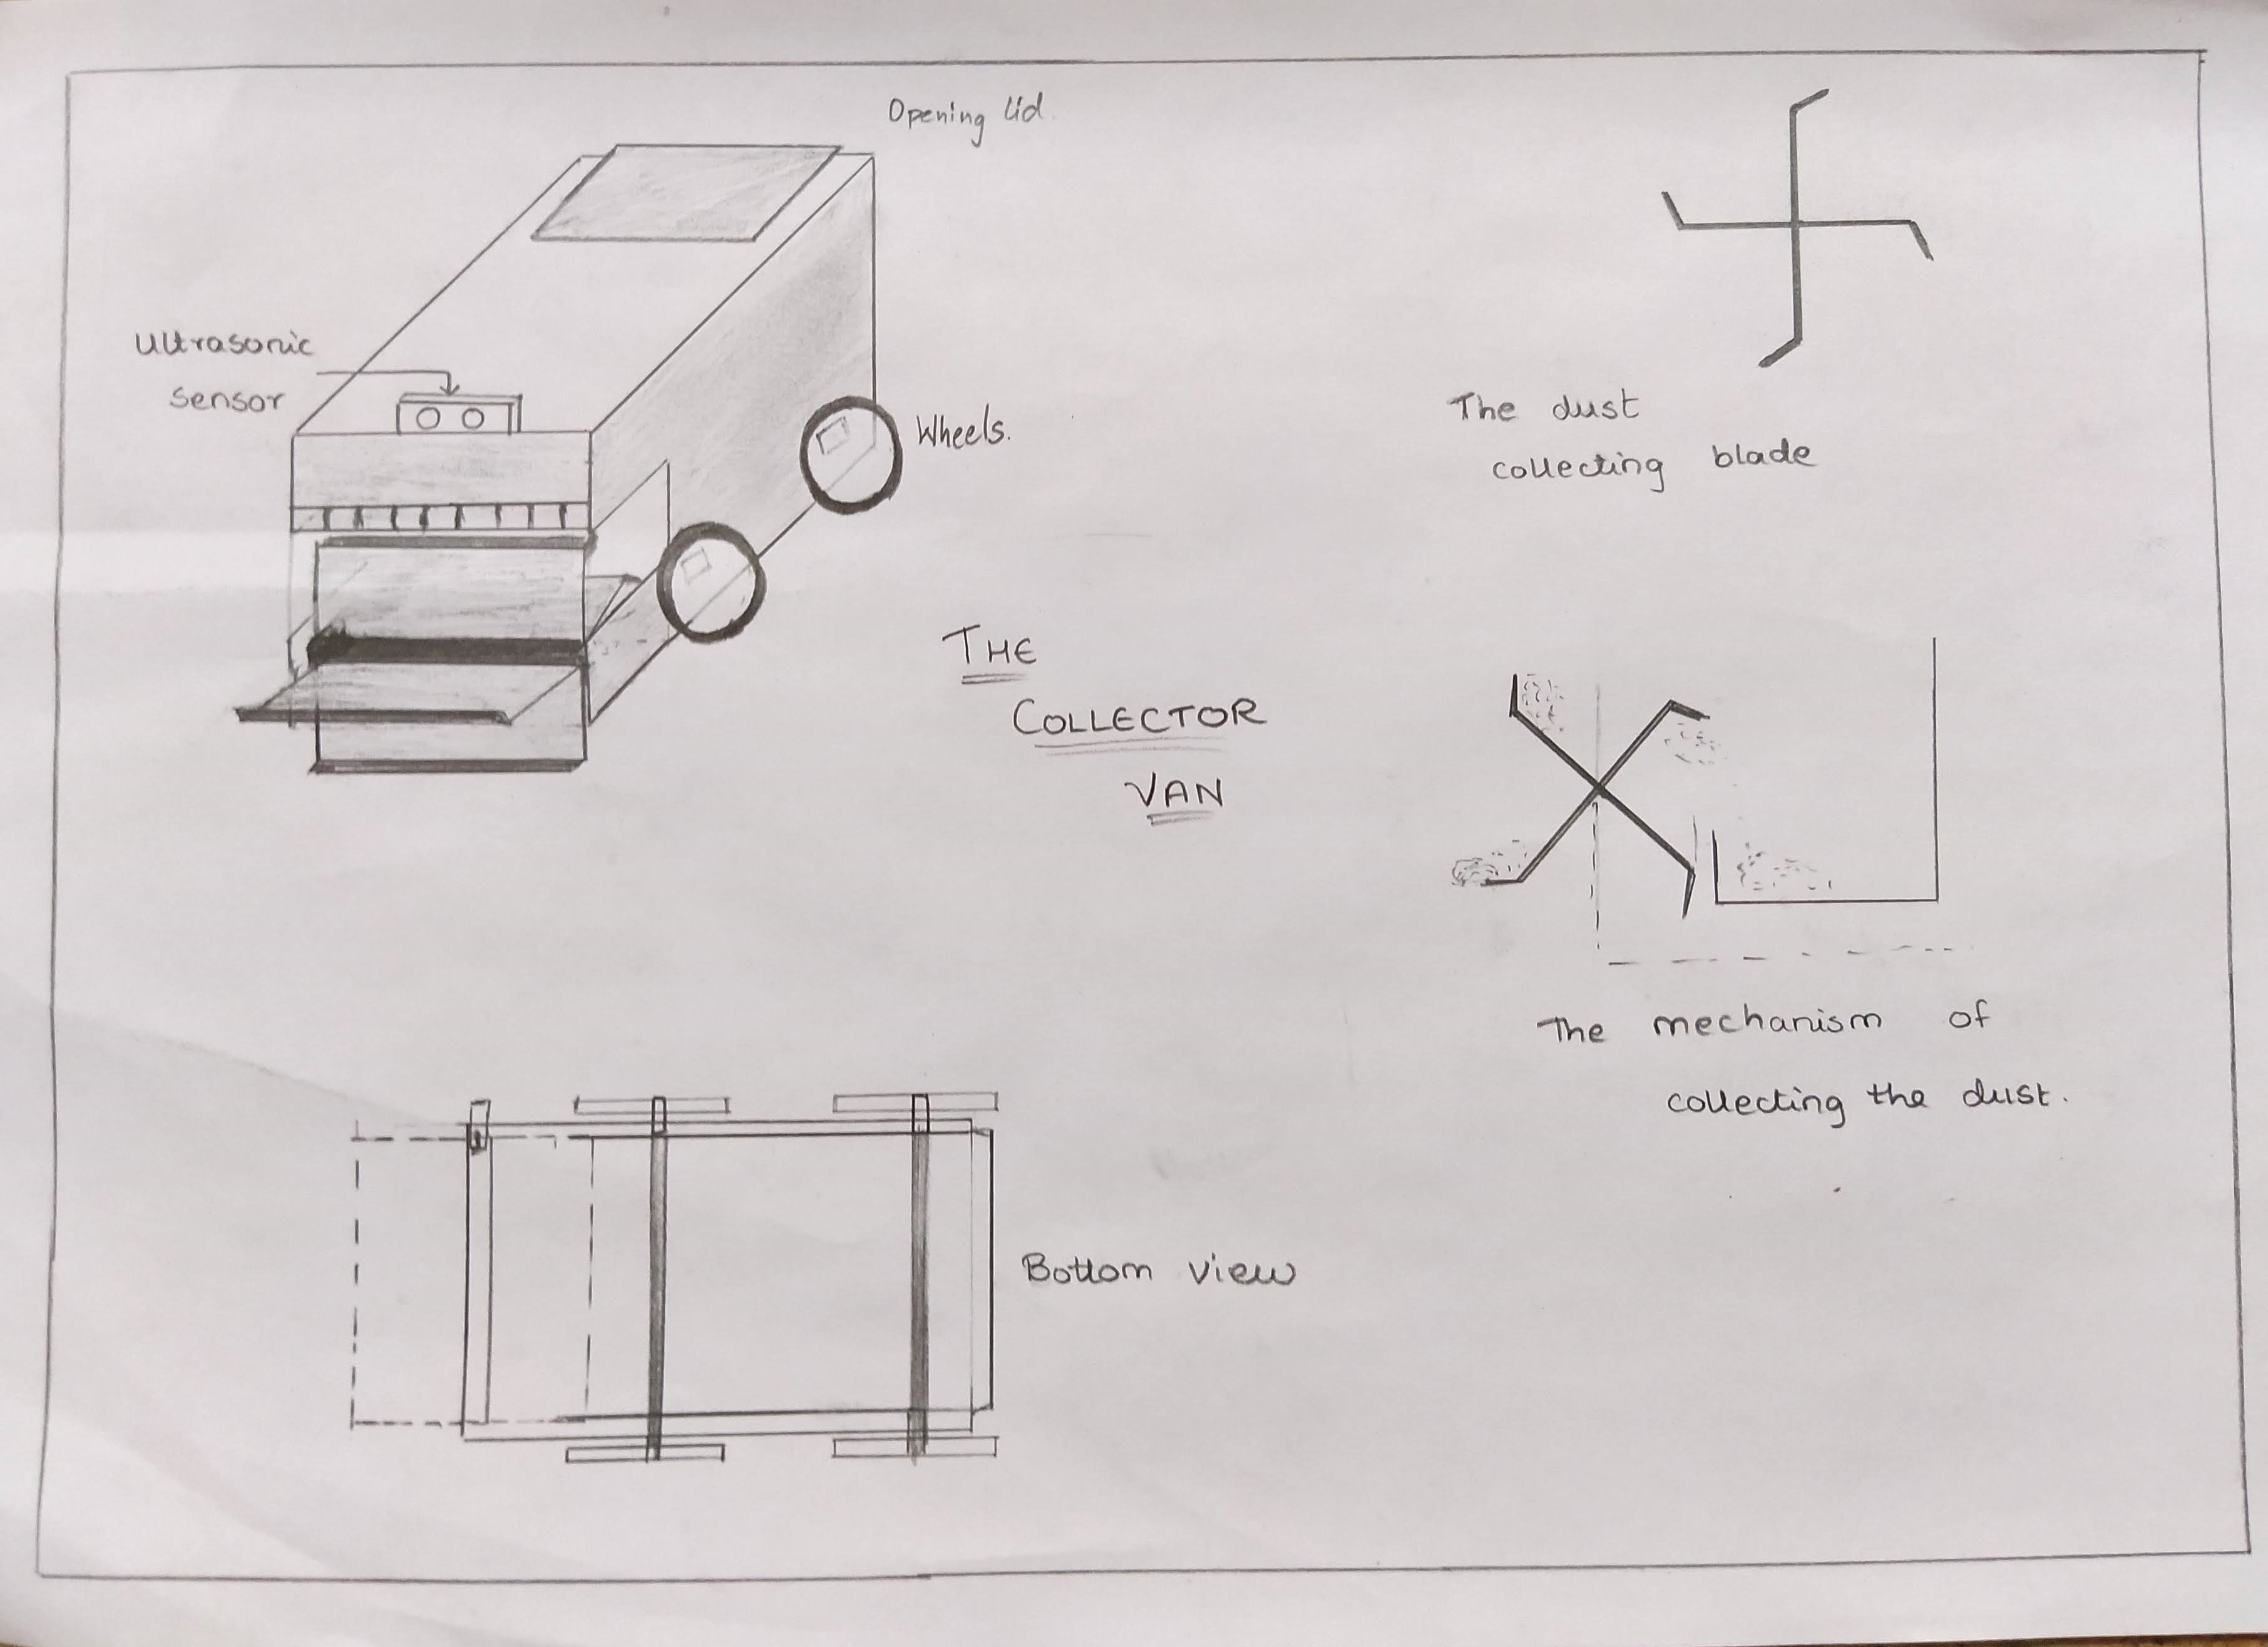 Opening lid.
Ultrasonic
sensor
Wheels.
The dust
collecting blade
THE
COLLECTOR
VAN
The mechanism of
collecting the dust.
Bottom view